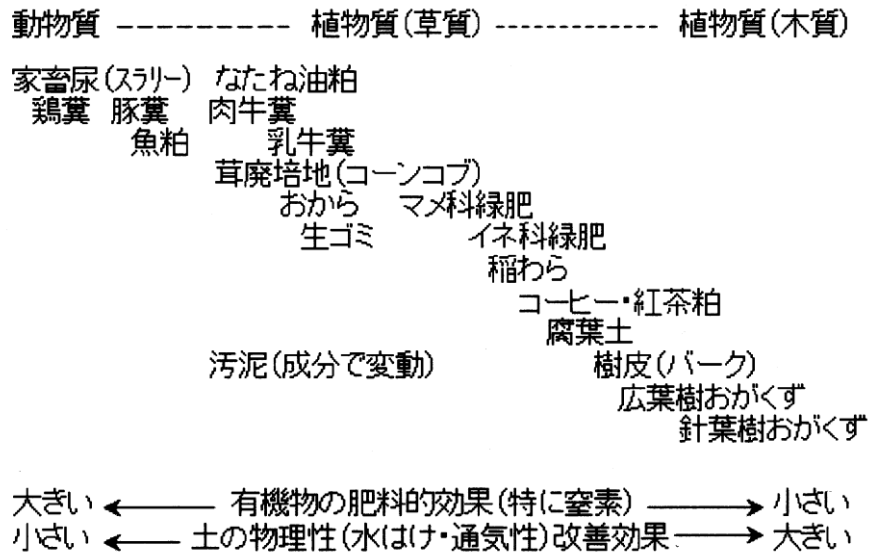 動物質 ---------- 植物質(草質) ------------- 植物質(木質)
家畜尿(スラリー) なたね油粕
鶏糞 豚糞 肉牛糞
魚粕 乳牛糞
茸廃培地(コーンコブ)
おから マメ科緑肥
生ゴミ イネ科緑肥
稲わら
コーヒー・紅茶粕
腐葉土
汚泥(成分で変動) 樹皮(バーク)
広葉樹おがくず
針葉樹おがくず
大きい ← 有機物の肥料的効果(特に窒素) → 小さい
小さい ← 土の物理性(水はけ・通気性)改善効果 → 大きい